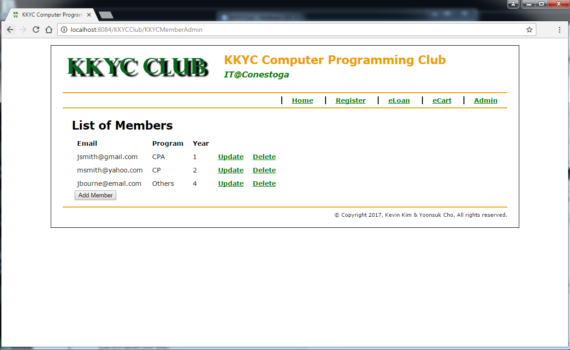 KKYC Computer Program
localhost:8084/KKYCClub/KKYCMemberAdmin
KKYC CLUB
KKYC Computer Programming Club
IT@Conestoga
| Home | Register | eLoan | eCart | Admin
List of Members
Email Program Year
jsmith@gmail.com CPA 1 Update Delete
msmith@yahoo.com CP 2 Update Delete
jbourne@email.com Others 4 Update Delete
Add Member
© Copyright 2017, Kevin Kim & Yoonsuk Cho, All rights reserved.